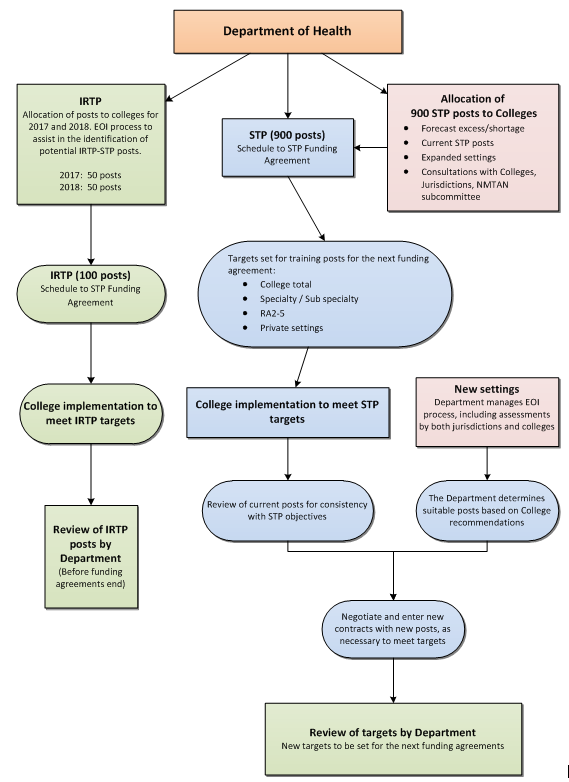 Department of Health
IRTP
Allocation of posts to colleges for
2017 and 2018. EOI process to
assist in the identification of
potential IRTP-STP posts.
2017: 50 posts
2018: 50 posts
STP (900 posts)
Schedule to STP Funding
Agreement
Allocation of
900 STP posts to Colleges
● Forecast excess/shortage
● Current STP posts
● Expanded settings
● Consultations with Colleges,
Jurisdictions, NMTAN
subcommittee
IRTP (100 posts)
Schedule to STP Funding
Agreement
Targets set for training posts for the next funding
agreement:
● College total
● Specialty / Sub specialty
● RA2-5
● Private settings
College implementation to
meet IRTP targets
College implementation to meet STP
targets
New settings
Department manages EOI
process, including assessments
by both jurisdictions and colleges
Review of IRTP
posts by
Department
(Before funding
agreements end)
Review of current posts for consistency
with STP objectives
The Department determines
suitable posts based on College
recommendations
Negotiate and enter new
contracts with new posts, as
necessary to meet targets
Review of targets by Department
New targets to be set for the next funding agreements